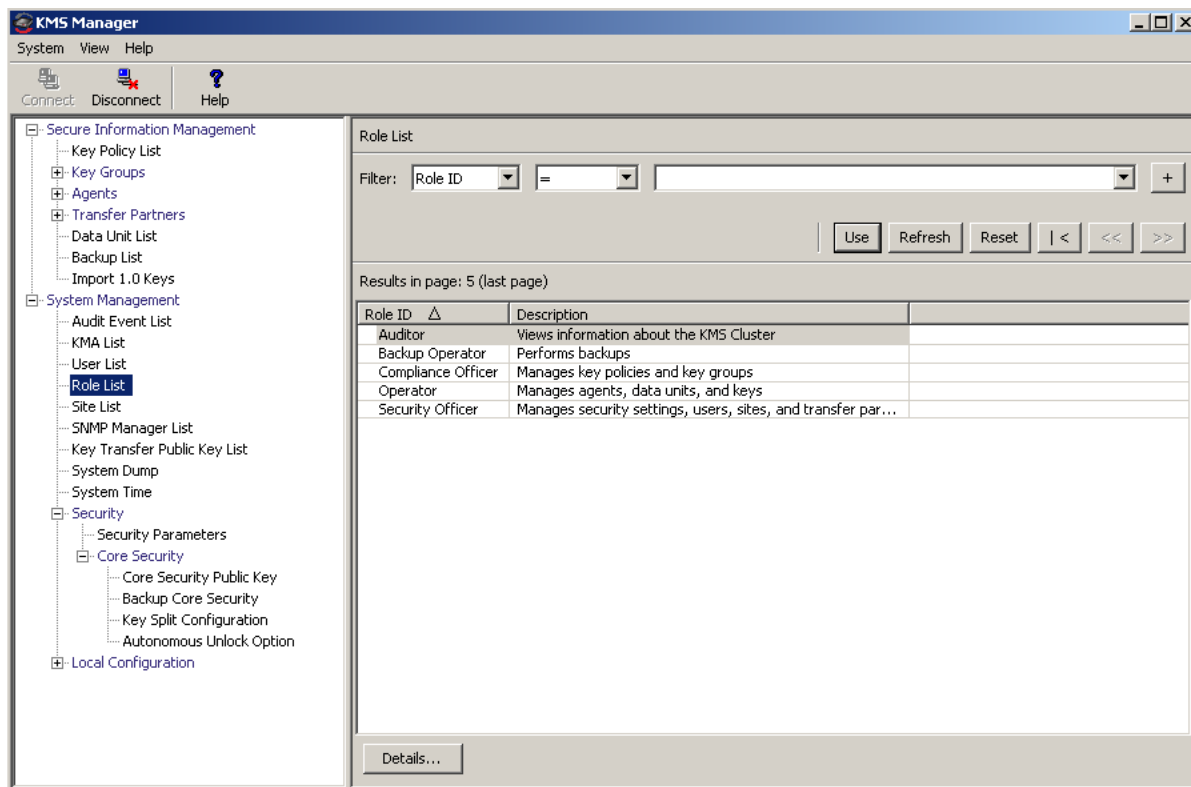 KMS Manager
System View Help
Connect Disconnect Help
Secure Information Management
Key Policy List
Key Groups
Agents
Transfer Partners
Data Unit List
Backup List
Import 1.0 Keys
System Management
Audit Event List
KMA List
User List
Role List
Site List
SNMP Manager List
Key Transfer Public Key List
System Dump
System Time
Security
Security Parameters
Core Security
Core Security Public Key
Backup Core Security
Key Split Configuration
Autonomous Unlock Option
Local Configuration
Role List
Filter: Role ID = +
Use Refresh Reset |< << >>
Results in page: 5 (last page)
Role ID Description
Auditor Views information about the KMS Cluster
Backup Operator Performs backups
Compliance Officer Manages key policies and key groups
Operator Manages agents, data units, and keys
Security Officer Manages security settings, users, sites, and transfer par...
Details...